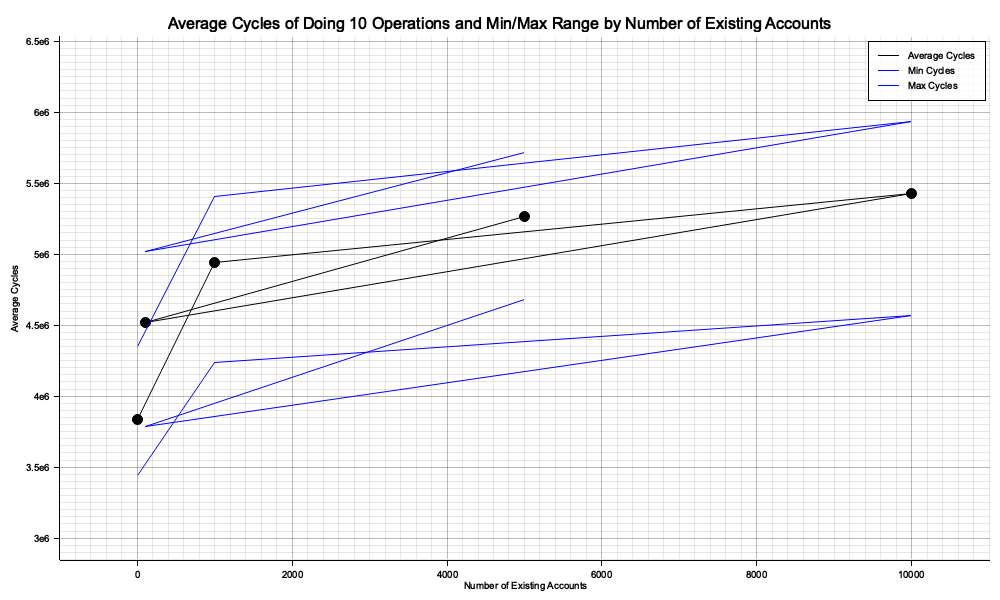 Average Cycles of Doing 10 Operations and Min/Max Range by Number of Existing Accounts
6.5e6
6e6
5.5e6
5e6
4.5e6
4e6
3.5e6
3e6
Average Cycles
Average Cycles
Min Cycles
Max Cycles
0
2000
4000
6000
8000
10000
Number of Existing Accounts